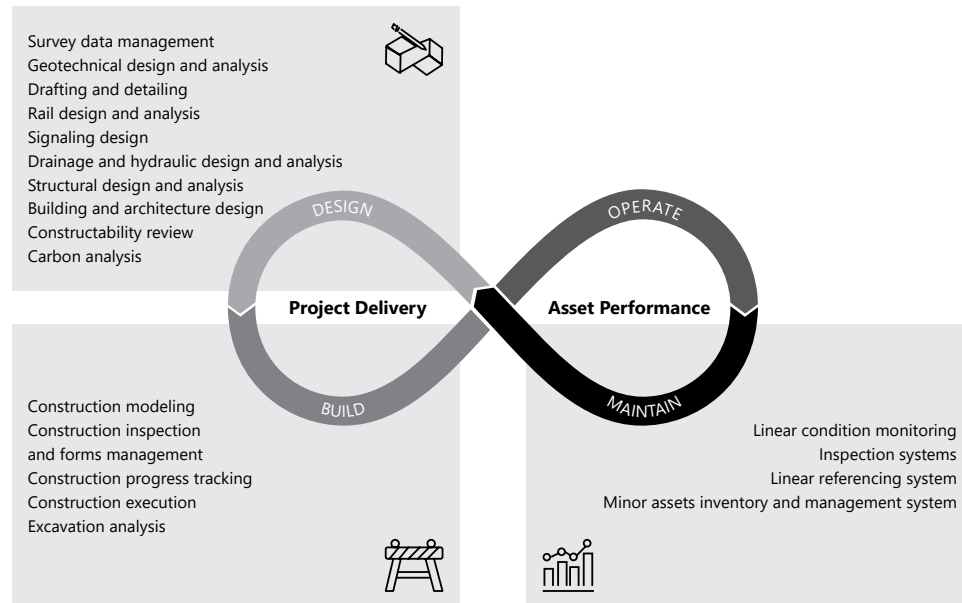 Survey data management
Geotechnical design and analysis
Drafting and detailing
Rail design and analysis
Signaling design
Drainage and hydraulic design and analysis
Structural design and analysis
Building and architecture design
Constructability review
Carbon analysis
DESIGN
OPERATE
Project Delivery
Asset Performance
BUILD
MAINTAIN
Construction modeling
Construction inspection
and forms management
Construction progress tracking
Construction execution
Excavation analysis
Linear condition monitoring
Inspection systems
Linear referencing system
Minor assets inventory and management system